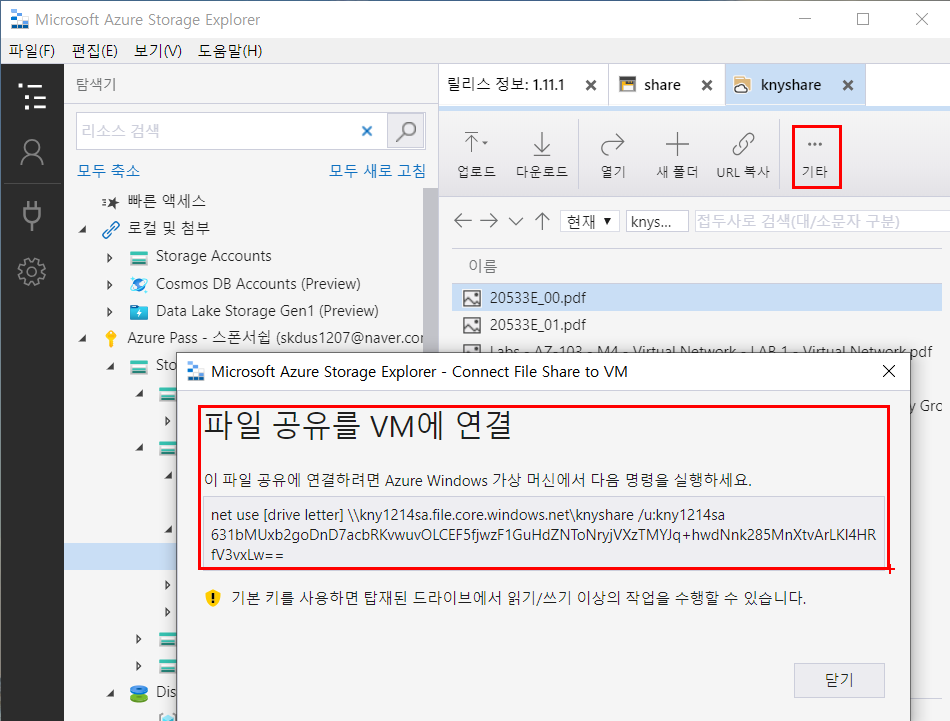 Microsoft Azure Storage Explorer
파일(F) 편집(E) 보기(V) 도움말(H)
탐색기
리소스 검색
모두 축소 모두 새로 고침
빠른 액세스
로컬 및 첨부
Storage Accounts
Cosmos DB Accounts (Preview)
Data Lake Storage Gen1 (Preview)
Azure Pass - 스폰서쉽 (skdus1207@naver.com
Sto
Dis
릴리스 정보: 1.11.1
share
knyshare
업로드 다운로드 열기 새 폴더 URL 복사 기타
현재 knys... 접두사로 검색(대/소문자 구분)
이름
20533E_00.pdf
20533E_01.pdf
Labs - AZ-103 - M4 - Virtual Network - LAB 1 - Virtual Network.pdf
y Gro
Microsoft Azure Storage Explorer - Connect File Share to VM
파일 공유를 VM에 연결
이 파일 공유에 연결하려면 Azure Windows 가상 머신에서 다음 명령을 실행하세요.
net use [drive letter] \\kny1214sa.file.core.windows.net\knyshare /u:kny1214sa
631bMUxb2goDnD7acbRKvwuvOLCEF5fjwzF1GuHdZNToNryjVXzTMYJq+hwdNnk285MnXtvArLKI4HR
fV3vxLw==
기본 키를 사용하면 탑재된 드라이브에서 읽기/쓰기 이상의 작업을 수행할 수 있습니다.
닫기